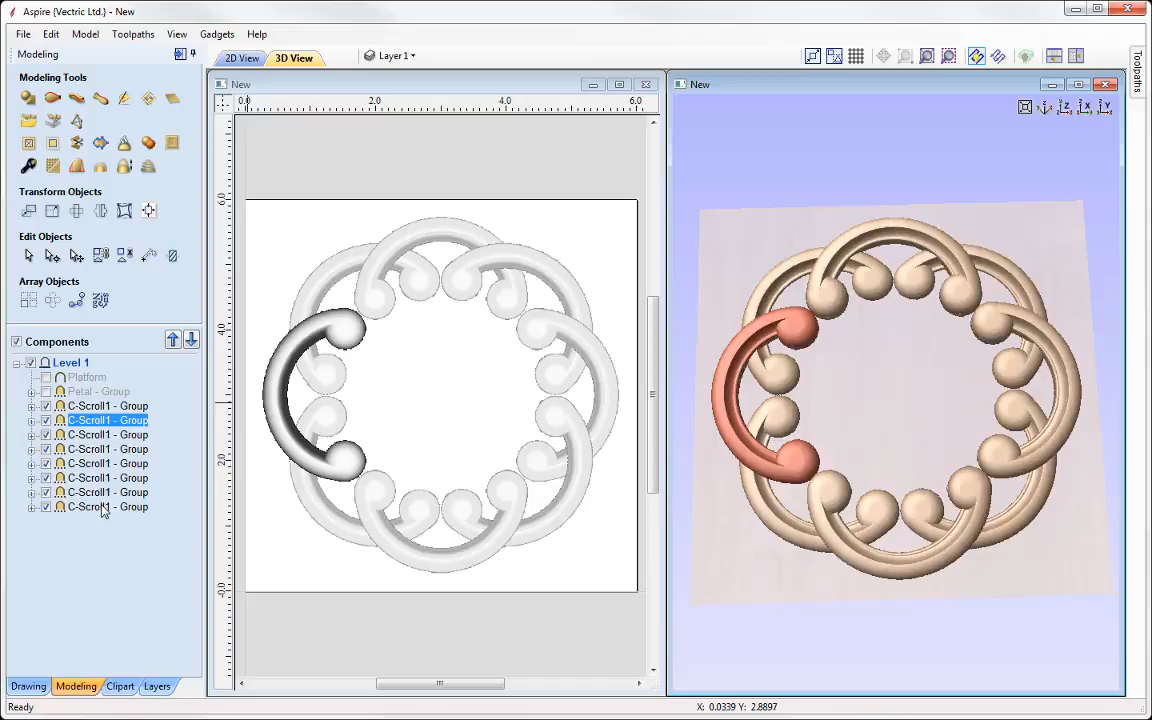 Aspire {Vectric Ltd.} - New
File Edit Model Toolpaths View Gadgets Help
Modeling
2D View 3D View Layer 1
Toolpaths
New
New
Modeling Tools
0.0 2.0 4.0 6.0
6.0
4.0
2.0
-0.0
Transform Objects
Edit Objects
Array Objects
Components
Level 1
Platform
Petal - Group
C-Scroll1 - Group
C-Scroll1 - Group
C-Scroll1 - Group
C-Scroll1 - Group
C-Scroll1 - Group
C-Scroll1 - Group
C-Scroll1 - Group
C-Scroll1 - Group
Drawing Modeling Clipart Layers
Ready X: 0.0339 Y: 2.8897